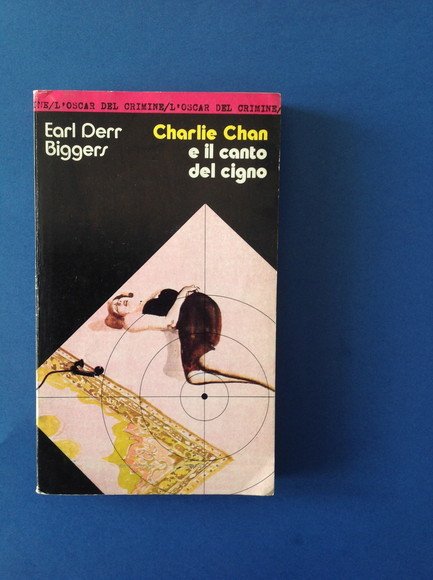 NE/L'OSCAR DEL CRIMINE/L'OSCAR DEL CRIMINE/
Earl Derr
Biggers
Charlie Chan
e il canto
del cigno